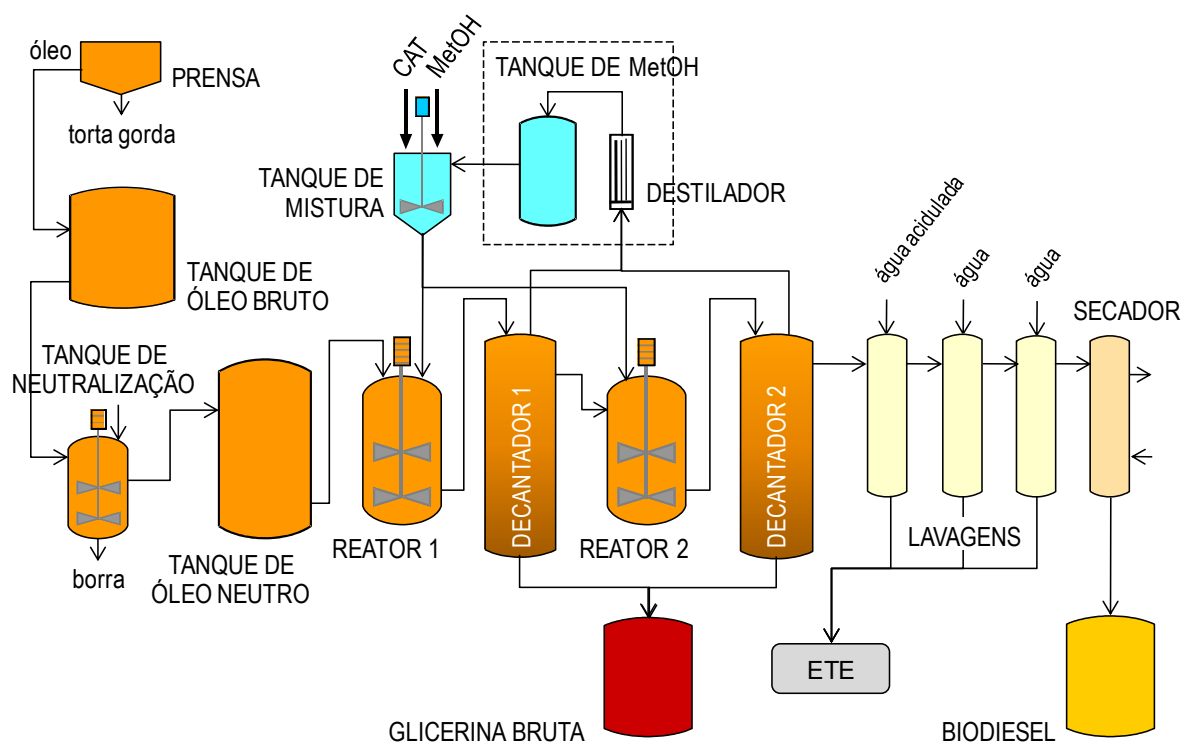 óleo
PRENSA
torta gorda
CAT
MetOH
TANQUE DE MetOH
TANQUE DE
MISTURA
DESTILADOR
TANQUE DE
ÓLEO BRUTO
água acidulada
água
água
SECADOR
TANQUE DE
NEUTRALIZAÇÃO
DECANTADOR 1
DECANTADOR 2
borra
TANQUE DE
ÓLEO NEUTRO
REATOR 1
REATOR 2
LAVAGENS
ETE
GLICERINA BRUTA
BIODIESEL